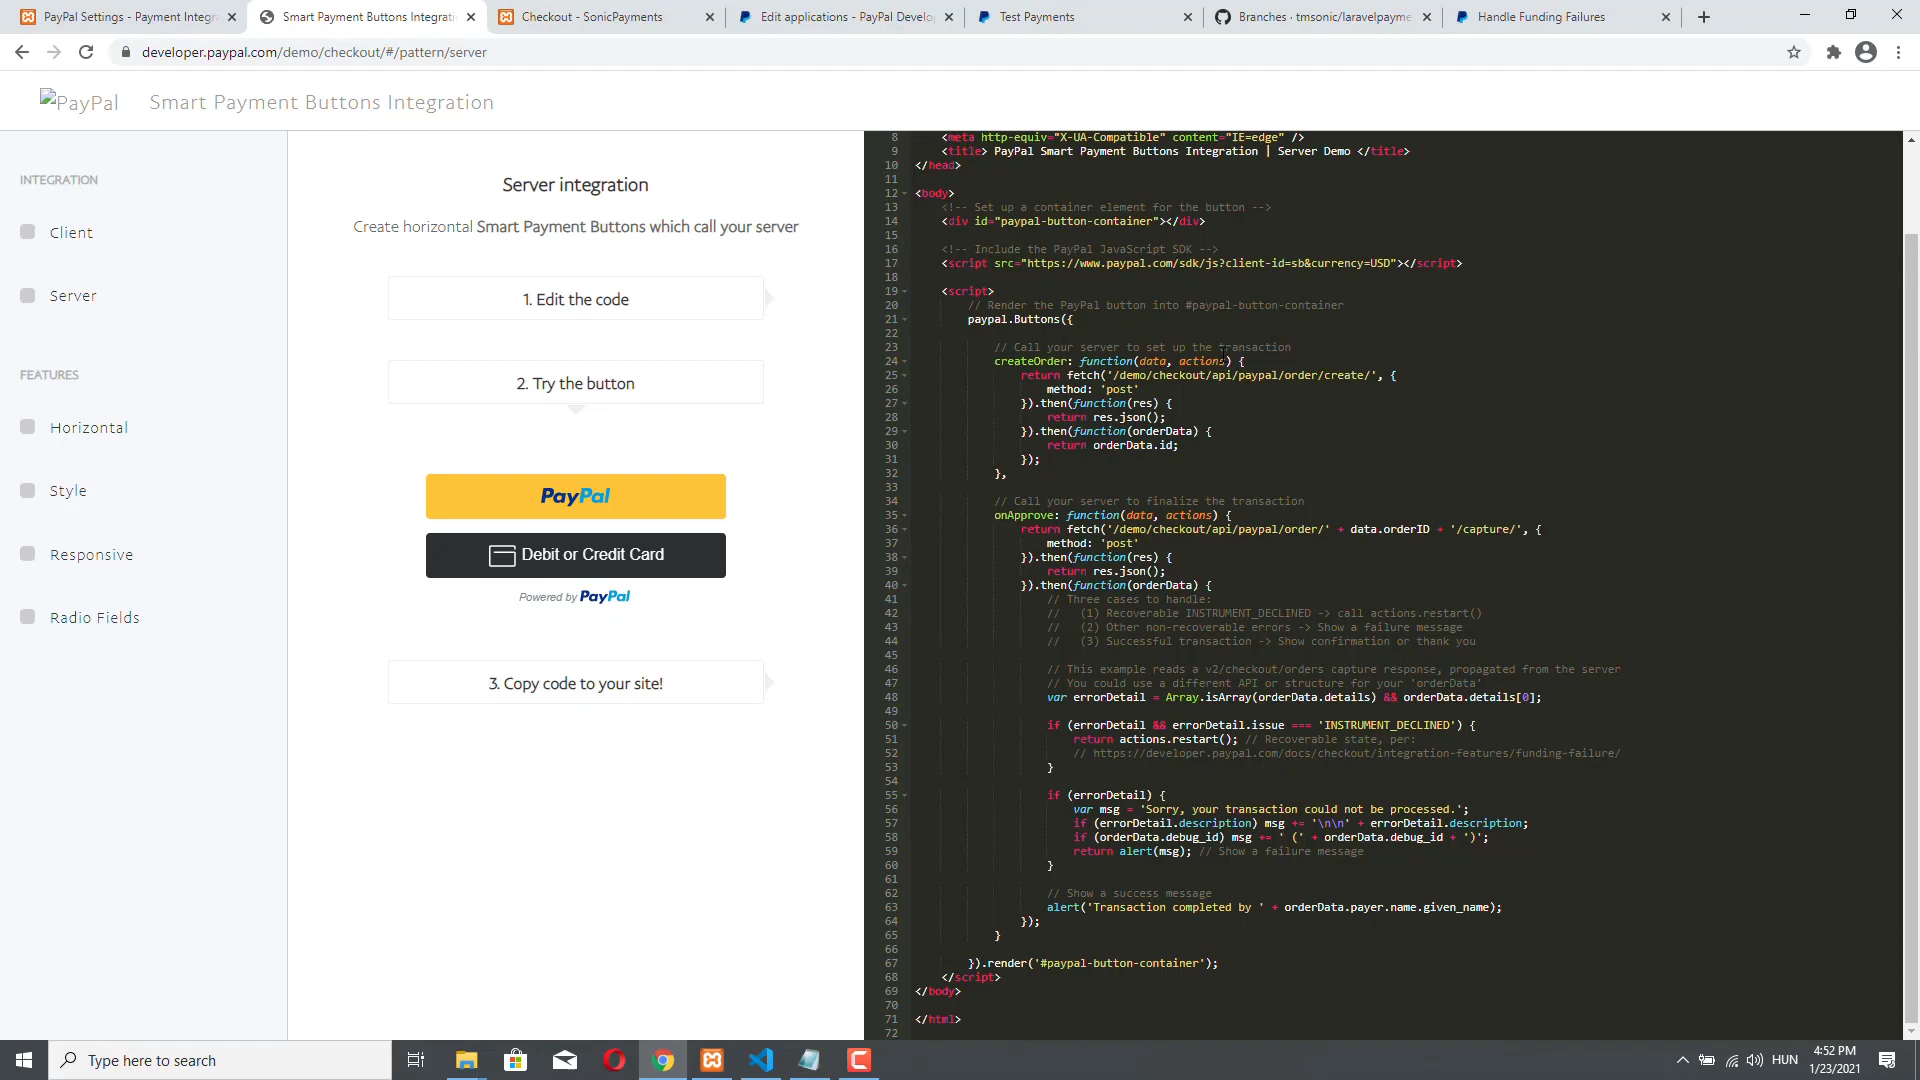 PayPal Settings - Payment Integra
Smart Payment Buttons Integratio
Checkout - SonicPayments
Edit applications - PayPal Develo
Test Payments
Branches · tmsonic/laravelpayme
Handle Funding Failures
developer.paypal.com/demo/checkout/#/pattern/server
PayPal
Smart Payment Buttons Integration
INTEGRATION
Client
Server
FEATURES
Horizontal
Style
Responsive
Radio Fields
Server integration
Create horizontal Smart Payment Buttons which call your server
1. Edit the code
2. Try the button
PayPal
Debit or Credit Card
Powered by PayPal
3. Copy code to your site!
8 <meta http-equiv="X-UA-Compatible" content="IE=edge" />
9 <title> PayPal Smart Payment Buttons Integration | Server Demo </title>
10 </head>
11
12 <body>
13 <!-- Set up a container element for the button -->
14 <div id="paypal-button-container"></div>
15
16 <!-- Include the PayPal JavaScript SDK -->
17 <script src="https://www.paypal.com/sdk/js?client-id=sb&currency=USD"></script>
18
19 <script>
20 // Render the PayPal button into #paypal-button-container
21 paypal.Buttons({
22
23 // Call your server to set up the transaction
24 createOrder: function(data, actions) {
25 return fetch('/demo/checkout/api/paypal/order/create/', {
26 method: 'post'
27 }).then(function(res) {
28 return res.json();
29 }).then(function(orderData) {
30 return orderData.id;
31 });
32 },
33
34 // Call your server to finalize the transaction
35 onApprove: function(data, actions) {
36 return fetch('/demo/checkout/api/paypal/order/' + data.orderID + '/capture/', {
37 method: 'post'
38 }).then(function(res) {
39 return res.json();
40 }).then(function(orderData) {
41 // Three cases to handle:
42 // (1) Recoverable INSTRUMENT_DECLINED -> call actions.restart()
43 // (2) Other non-recoverable errors -> Show a failure message
44 // (3) Successful transaction -> Show confirmation or thank you
45
46 // This example reads a v2/checkout/orders capture response, propagated from the server
47 // You could use a different API or structure for your 'orderData'
48 var errorDetail = Array.isArray(orderData.details) && orderData.details[0];
49
50 if (errorDetail && errorDetail.issue === 'INSTRUMENT_DECLINED') {
51 return actions.restart(); // Recoverable state, per:
52 // https://developer.paypal.com/docs/checkout/integration-features/funding-failure/
53 }
54
55 if (errorDetail) {
56 var msg = 'Sorry, your transaction could not be processed.';
57 if (errorDetail.description) msg += '\n\n' + errorDetail.description;
58 if (orderData.debug_id) msg += ' (' + orderData.debug_id + ')';
59 return alert(msg); // Show a failure message
60 }
61
62 // Show a success message
63 alert('Transaction completed by ' + orderData.payer.name.given_name);
64 });
65 }
66
67 }).render('#paypal-button-container');
68 </script>
69 </body>
70
71 </html>
72
Type here to search
HUN
4:52 PM
1/23/2021